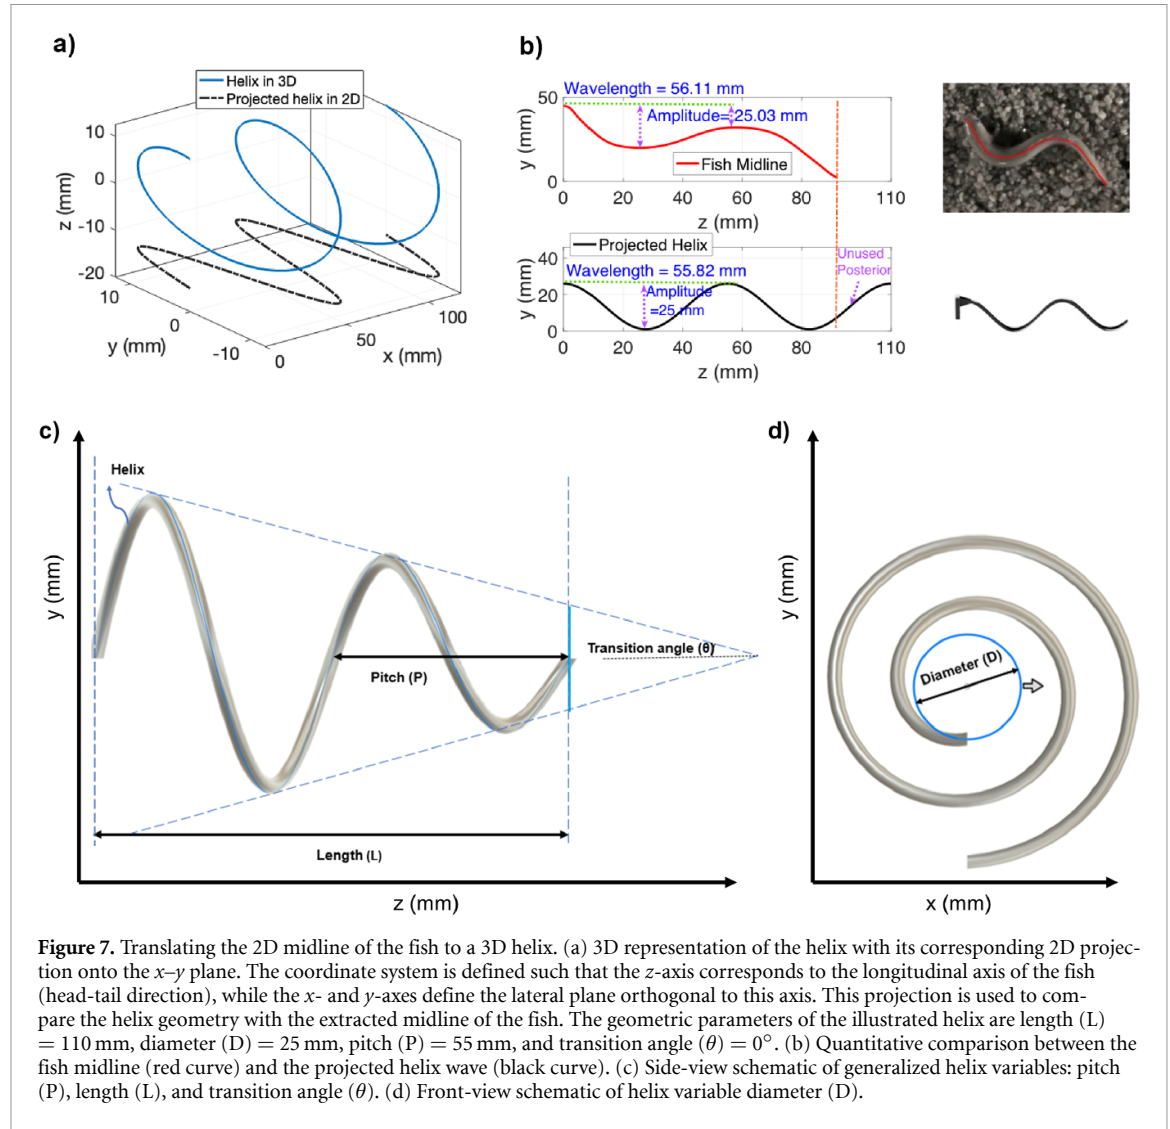 a)
Helix in 3D
Projected helix in 2D
10
0
-10
-20
z (mm)
10
0
-10
y (mm)
0
50
100
x (mm)
b)
Wavelength = 56.11 mm
50
Amplitude= 25.03 mm
Fish Midline
y (mm)
0
0 20 40 60 80 110
z (mm)
Projected Helix
40
Wavelength = 55.82 mm
Unused
Posterior
20
Amplitude
=25 mm
y (mm)
0
0 20 40 60 80 110
z (mm)
c)
Helix
y (mm)
Transition angle (θ)
Pitch (P)
Length (L)
z (mm)
d)
y (mm)
Diameter (D)
x (mm)
Figure 7. Translating the 2D midline of the fish to a 3D helix. (a) 3D representation of the helix with its corresponding 2D projec-
tion onto the x–y plane. The coordinate system is defined such that the z-axis corresponds to the longitudinal axis of the fish
(head-tail direction), while the x- and y-axes define the lateral plane orthogonal to this axis. This projection is used to com-
pare the helix geometry with the extracted midline of the fish. The geometric parameters of the illustrated helix are length (L)
= 110 mm, diameter (D) = 25 mm, pitch (P) = 55 mm, and transition angle (θ) = 0°. (b) Quantitative comparison between the
fish midline (red curve) and the projected helix wave (black curve). (c) Side-view schematic of generalized helix variables: pitch
(P), length (L), and transition angle (θ). (d) Front-view schematic of helix variable diameter (D).